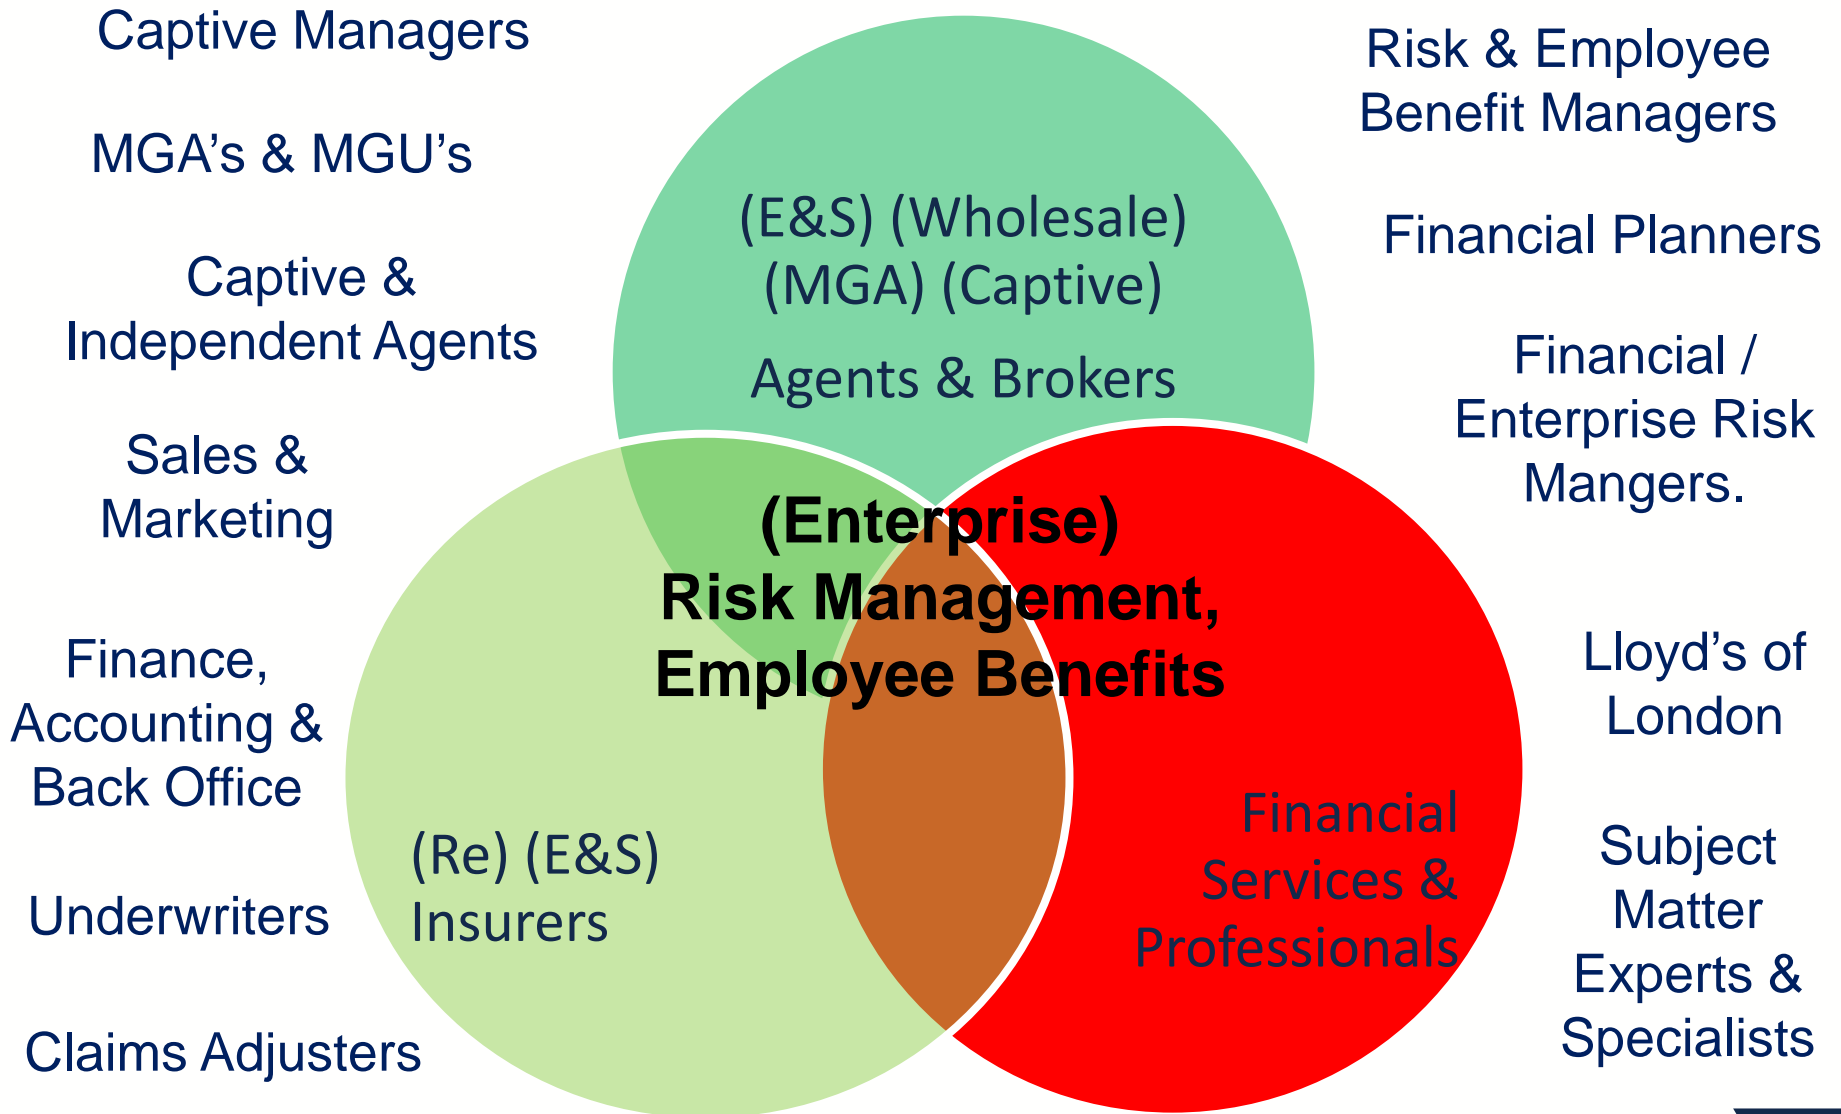 Captive Managers
MGA’s & MGU’s
Captive &
Independent Agents
Sales &
Marketing
Finance,
Accounting &
Back Office
Underwriters
Claims Adjusters
(E&S) (Wholesale)
(MGA) (Captive)
Agents & Brokers
(Enterprise)
Risk Management,
Employee Benefits
(Re) (E&S)
Insurers
Financial
Services &
Professionals
Risk & Employee
Benefit Managers
Financial Planners
Financial /
Enterprise Risk
Mangers.
Lloyd’s of
London
Subject
Matter
Experts &
Specialists